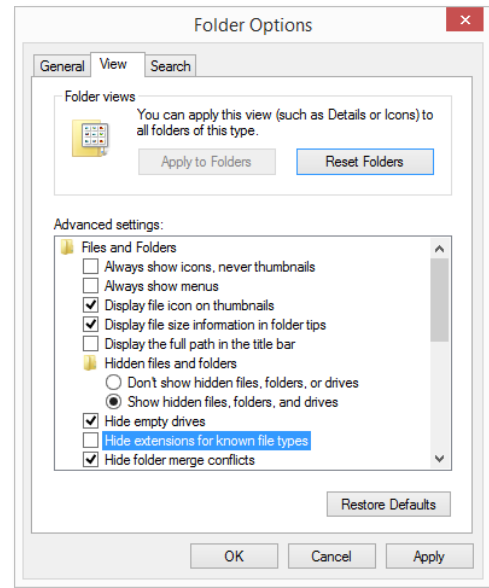 Folder Options
General View Search
Folder views
You can apply this view (such as Details or Icons) to
all folders of this type.
Apply to Folders Reset Folders
Advanced settings:
Files and Folders
Always show icons, never thumbnails
Always show menus
Display file icon on thumbnails
Display file size information in folder tips
Display the full path in the title bar
Hidden files and folders
Don't show hidden files, folders, or drives
Show hidden files, folders, and drives
Hide empty drives
Hide extensions for known file types
Hide folder merge conflicts
Restore Defaults
OK Cancel Apply